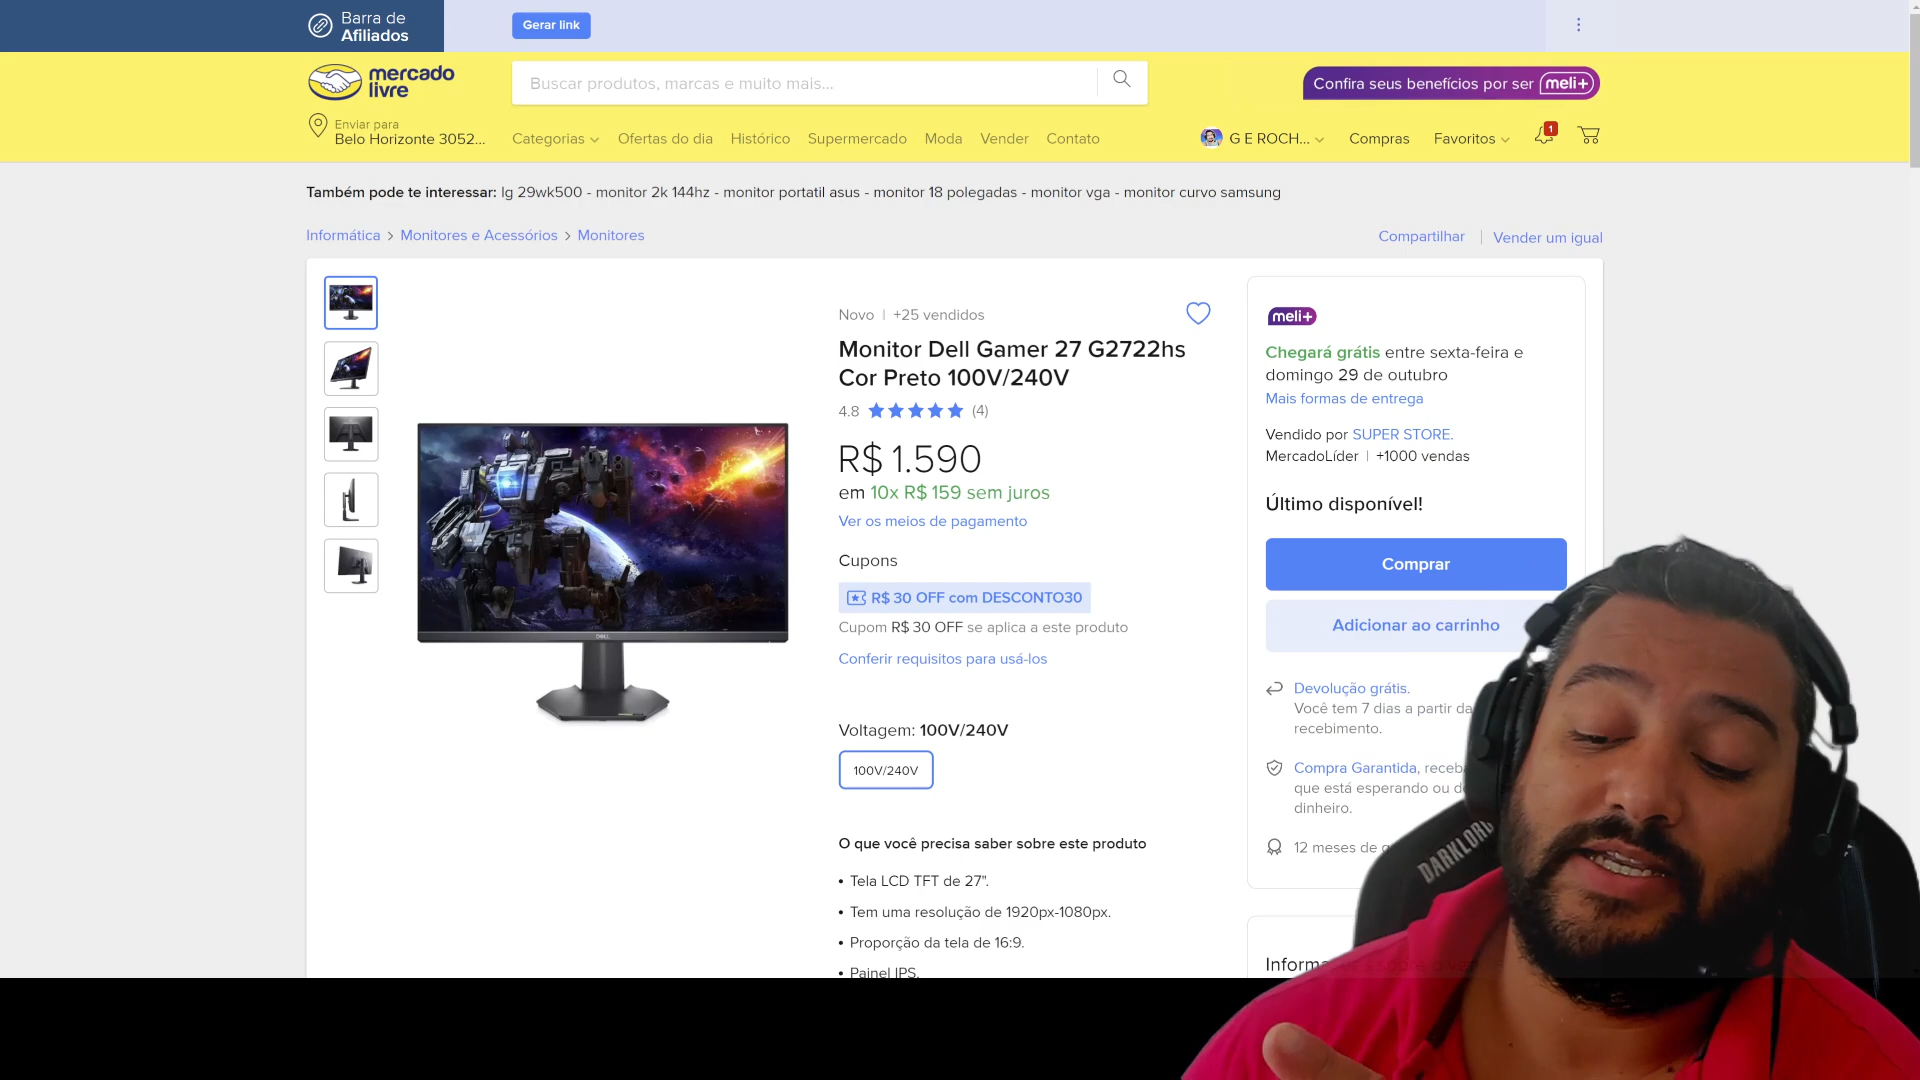 Barra de
Afiliados
Gerar link
mercado
livre
Buscar produtos, marcas e muito mais...
Confira seus benefícios por ser meli+
Enviar para
Belo Horizonte 3052...
Categorias
Ofertas do dia
Histórico
Supermercado
Moda
Vender
Contato
G E ROCH...
Compras
Favoritos
1
Também pode te interessar: lg 29wk500 - monitor 2k 144hz - monitor portatil asus - monitor 18 polegadas - monitor vga - monitor curvo samsung
Informática > Monitores e Acessórios > Monitores
Compartilhar | Vender um igual
Novo | +25 vendidos
Monitor Dell Gamer 27 G2722hs
Cor Preto 100V/240V
4.8 (4)
R$ 1.590
em 10x R$ 159 sem juros
Ver os meios de pagamento
Cupons
R$ 30 OFF com DESCONTO30
Cupom R$ 30 OFF se aplica a este produto
Conferir requisitos para usá-los
Voltagem: 100V/240V
100V/240V
O que você precisa saber sobre este produto
• Tela LCD TFT de 27".
• Tem uma resolução de 1920px-1080px.
• Proporção da tela de 16:9.
• Painel IPS.
DELL
meli+
Chegará grátis entre sexta-feira e
domingo 29 de outubro
Mais formas de entrega
Vendido por SUPER STORE.
MercadoLíder | +1000 vendas
Último disponível!
Comprar
Adicionar ao carrinho
Devolução grátis.
Você tem 7 dias a partir da
recebimento.
Compra Garantida, receb
que está esperando ou
dinheiro.
12 meses de
Inform
DARKLORD